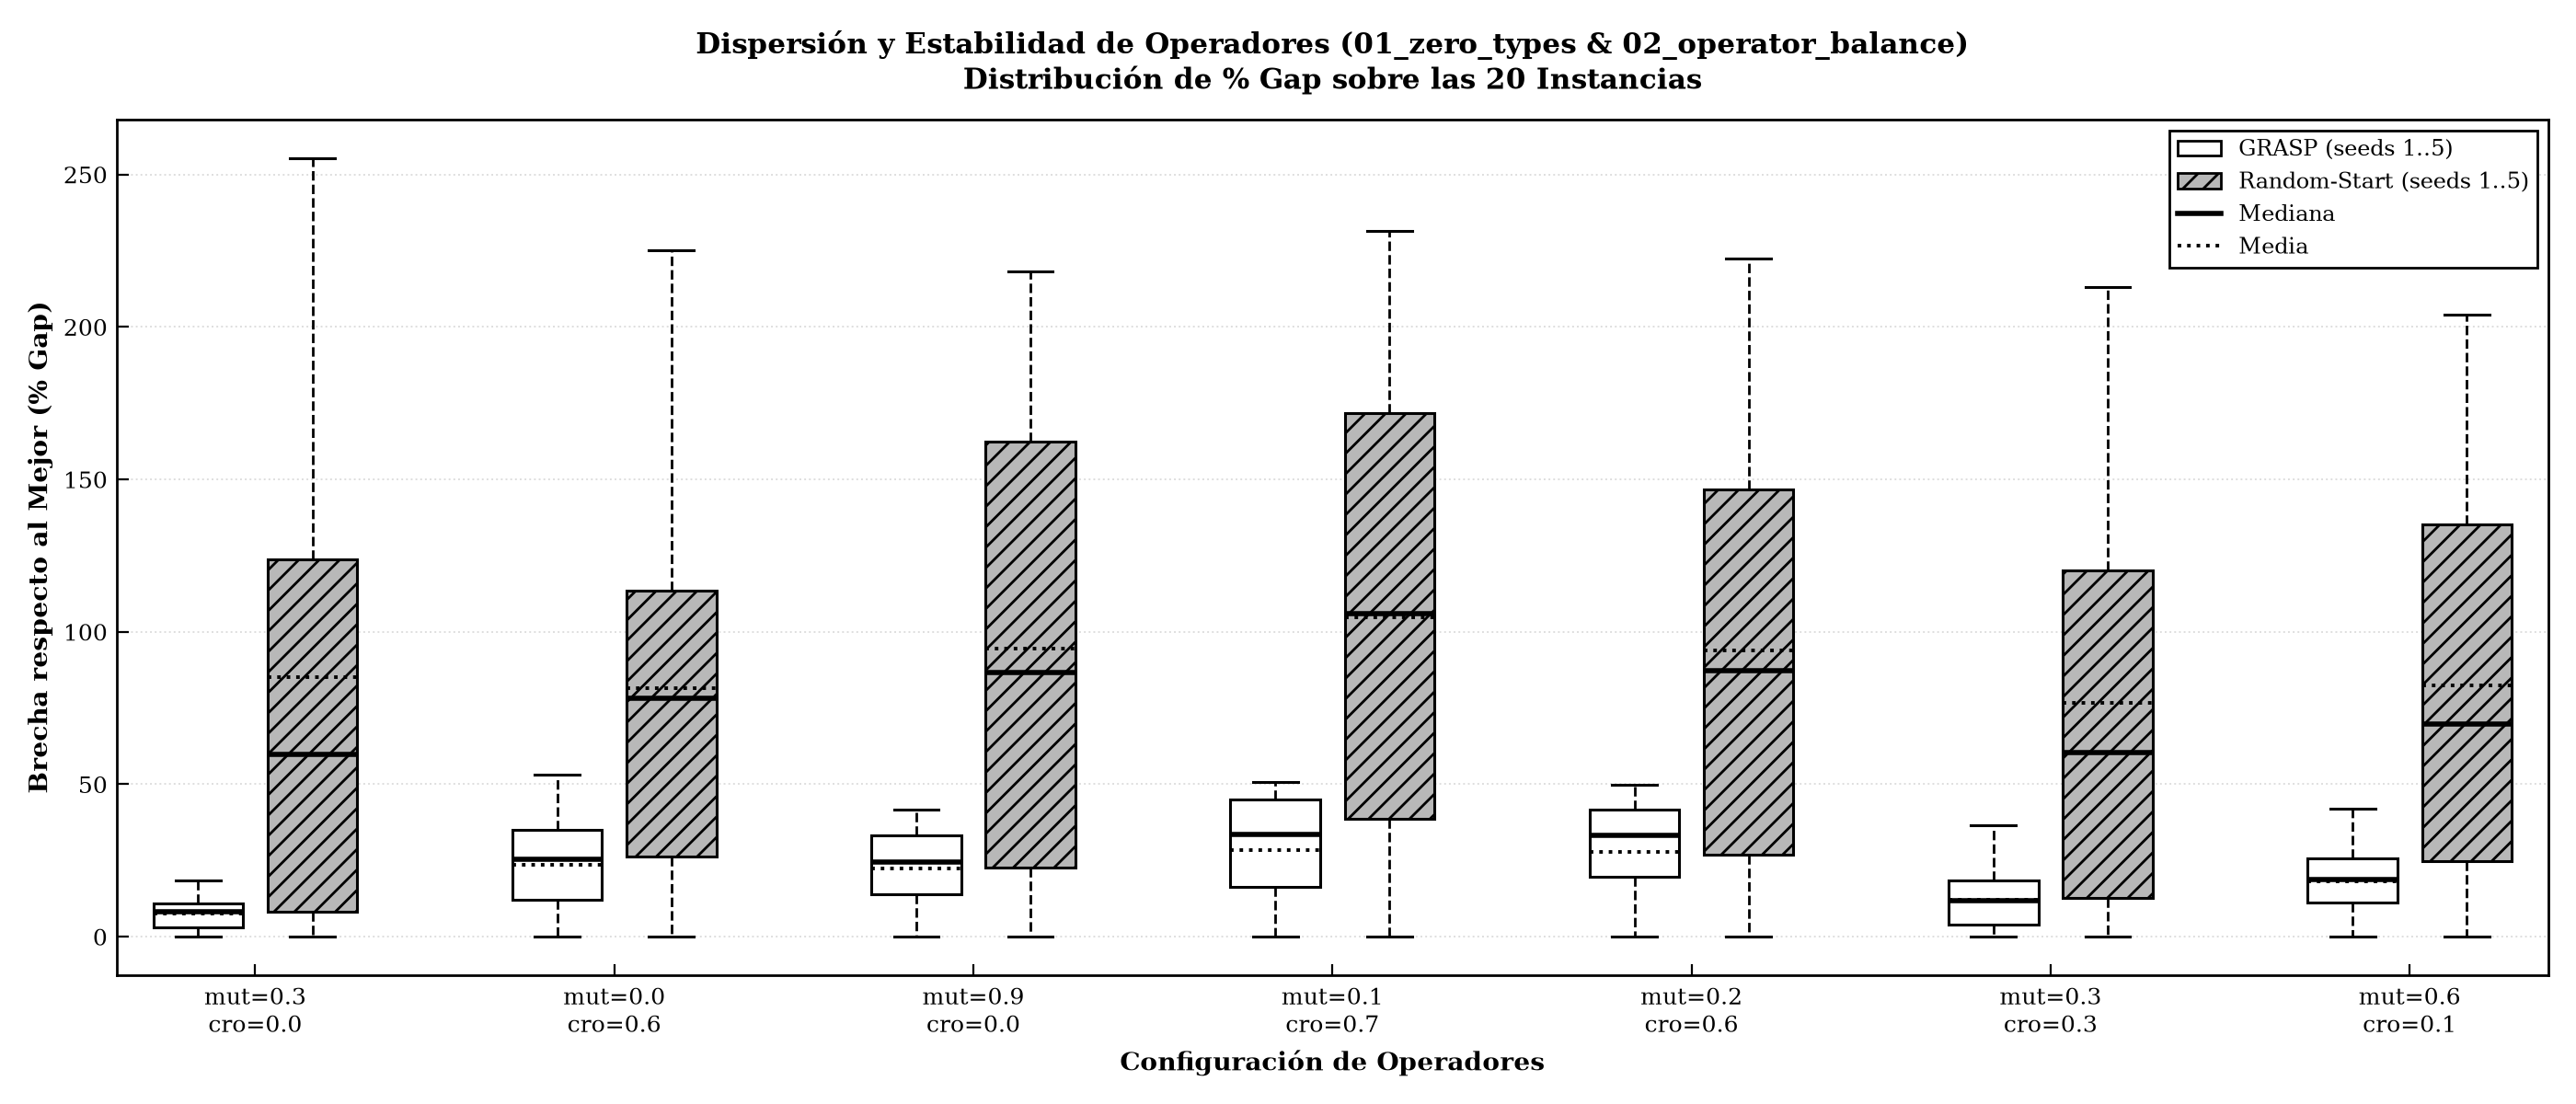 Dispersión y Estabilidad de Operadores (01_zero_types & 02_operator_balance)
Distribución de % Gap sobre las 20 Instancias
GRASP (seeds 1..5)
Random-Start (seeds 1..5)
Mediana
Media
Brecha respecto al Mejor (% Gap)
250
200
150
100
50
0
mut=0.3
cro=0.0
mut=0.0
cro=0.6
mut=0.9
cro=0.0
mut=0.1
cro=0.7
mut=0.2
cro=0.6
mut=0.3
cro=0.3
mut=0.6
cro=0.1
Configuración de Operadores